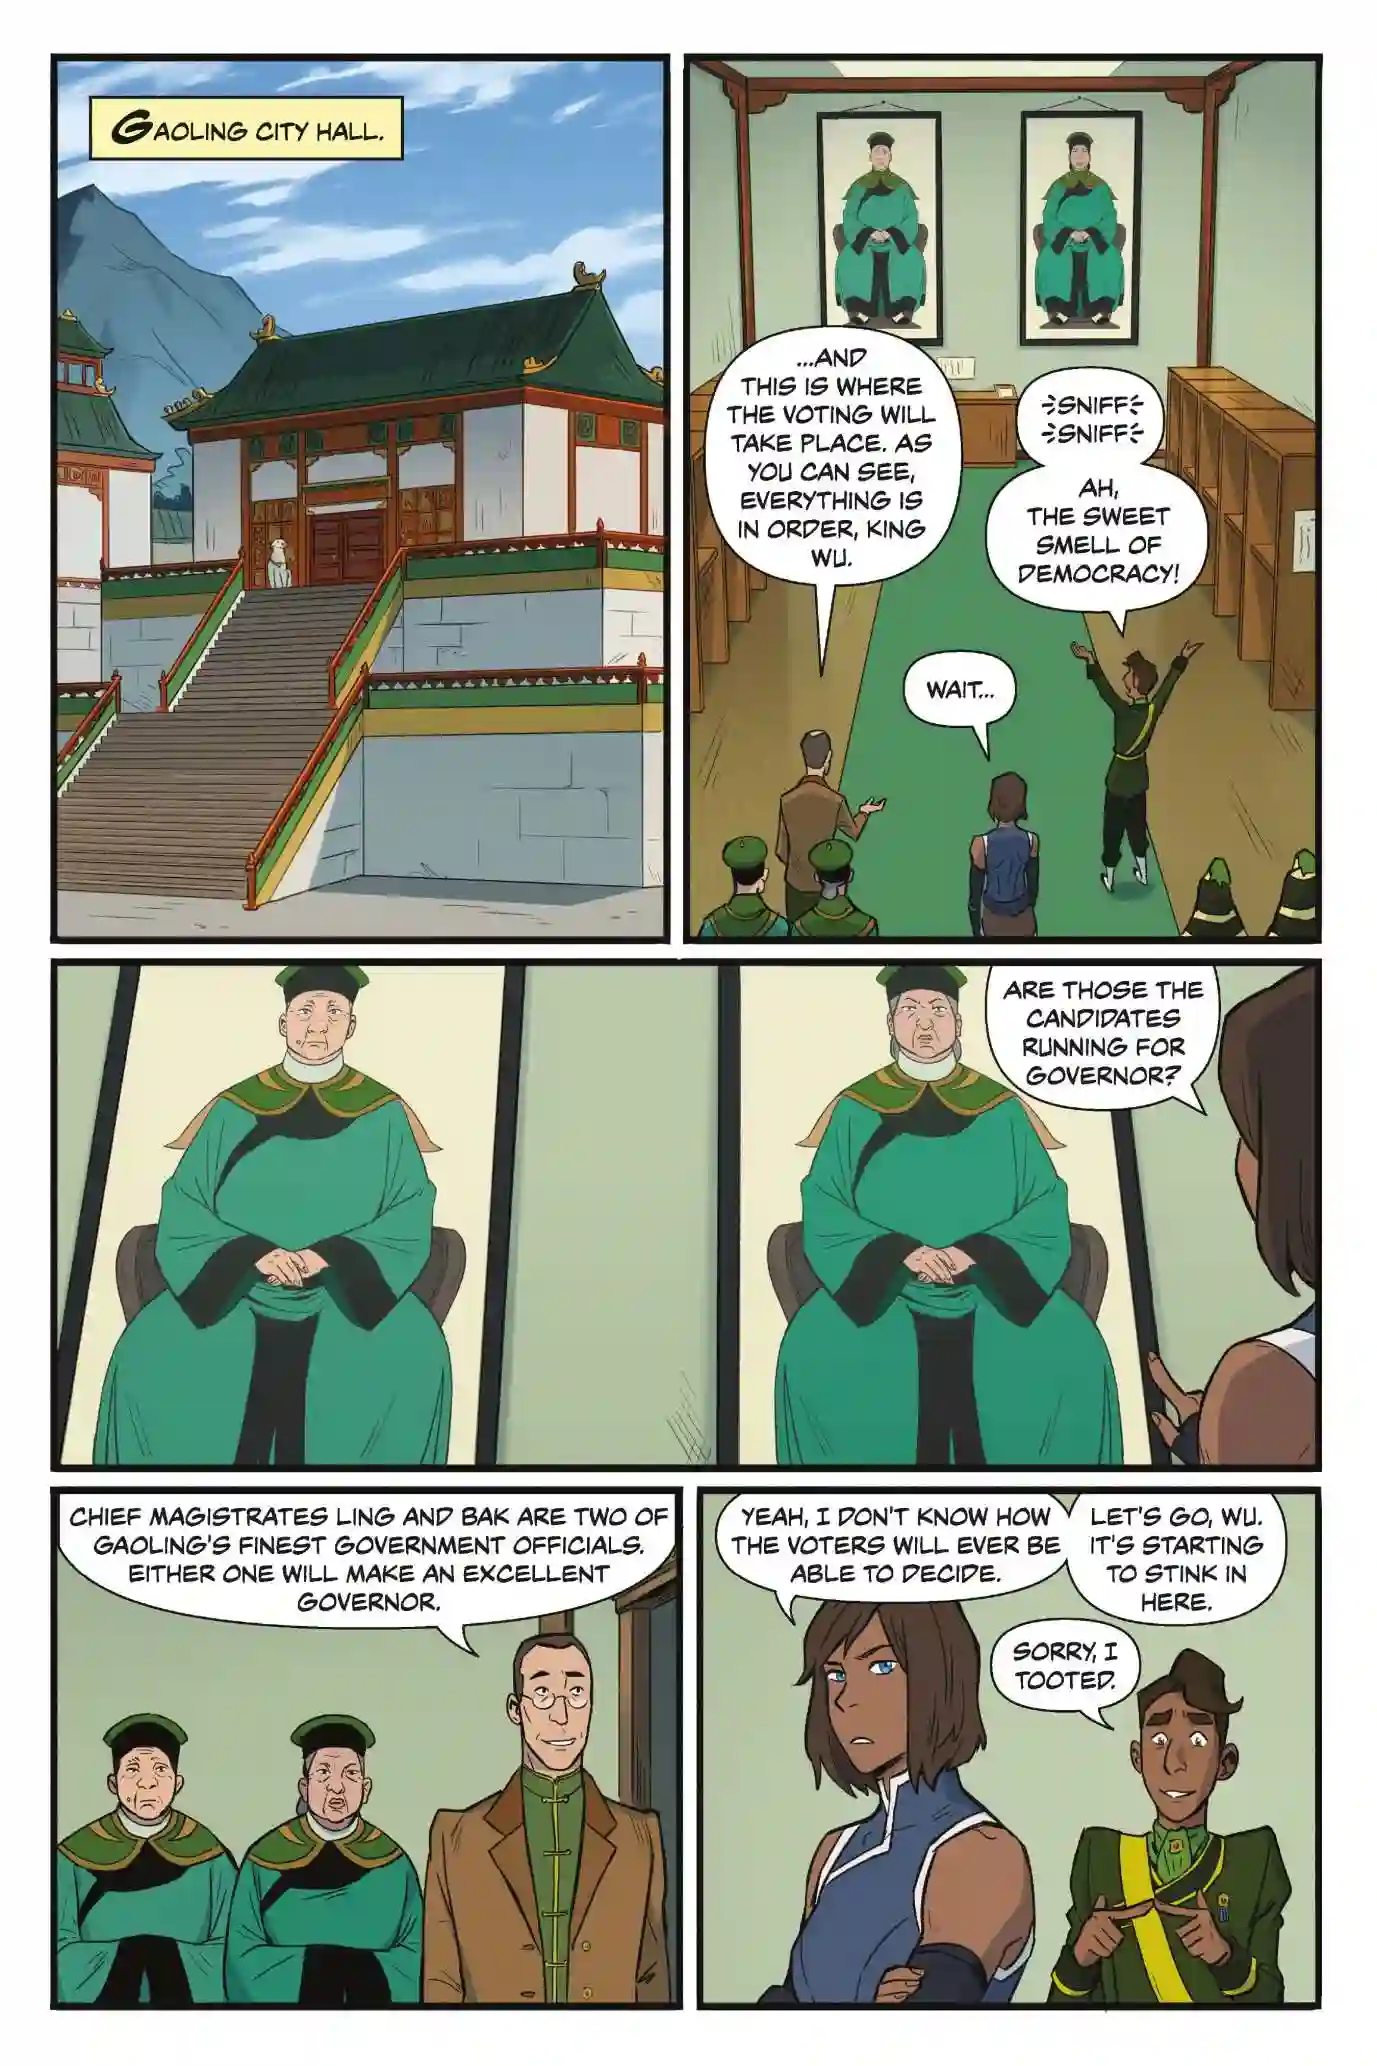 GAOLING CITY HALL.
...AND
THIS IS WHERE
THE VOTING WILL
TAKE PLACE. AS
YOU CAN SEE,
EVERYTHING IS
IN ORDER, KING
WU.
SNIFF
SNIFF
AH,
THE SWEET
SMELL OF
DEMOCRACY!
WAIT...
ARE THOSE THE
CANDIDATES
RUNNING FOR
GOVERNOR?
CHIEF MAGISTRATES LING AND BAK ARE TWO OF
GAOLING'S FINEST GOVERNMENT OFFICIALS.
EITHER ONE WILL MAKE AN EXCELLENT
GOVERNOR.
YEAH, I DON'T KNOW HOW
THE VOTERS WILL EVER BE
ABLE TO DECIDE.
LET'S GO, WU.
IT'S STARTING
TO STINK IN
HERE.
SORRY, I
TOOTED.